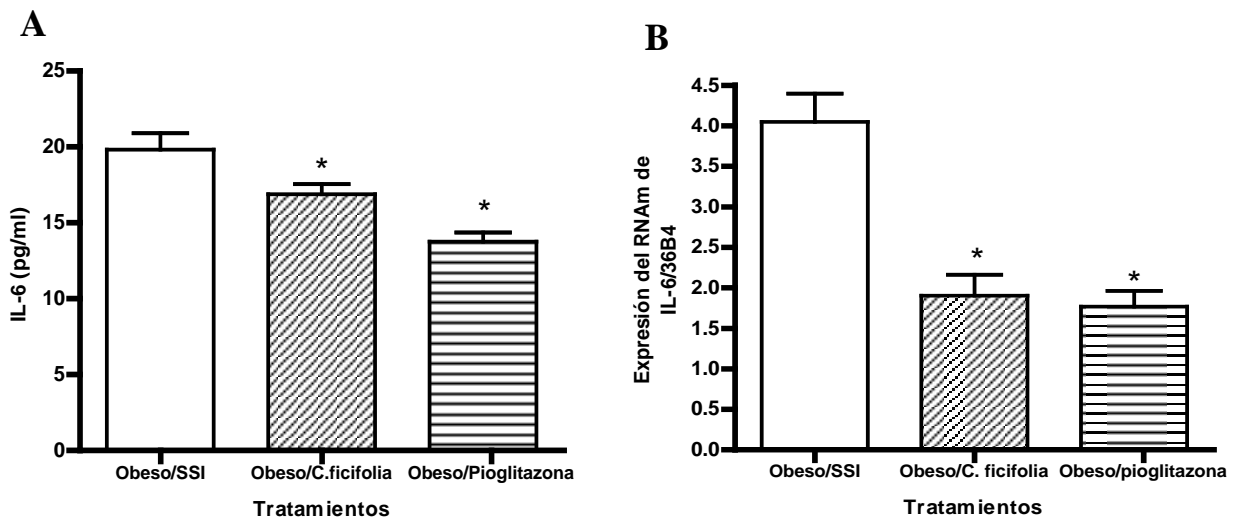 A
25
20
15
10
5
0
IL-6 (pg/ml)
*
*
Obeso/SSI
Obeso/C.ficifolia
Obeso/Pioglitazona
Tratamientos
B
4.5
4.0
3.5
3.0
2.5
2.0
1.5
1.0
0.5
0.0
Expresión del RNAm de
IL-6/36B4
*
*
Obeso/SSI
Obeso/C. ficifolia
Obeso/pioglitazona
Tratamientos